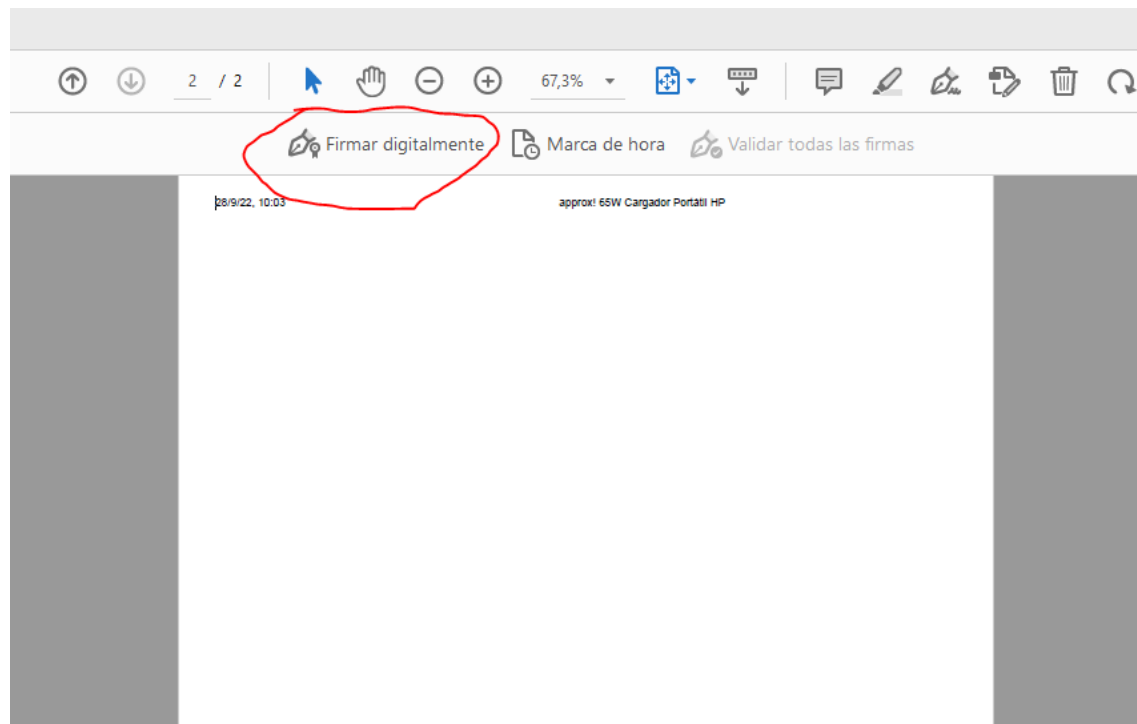 2 / 2 67,3%
Firmar digitalmente Marca de hora Validar todas las firmas
28/9/22, 10:03 approx! 65W Cargador Portátil HP